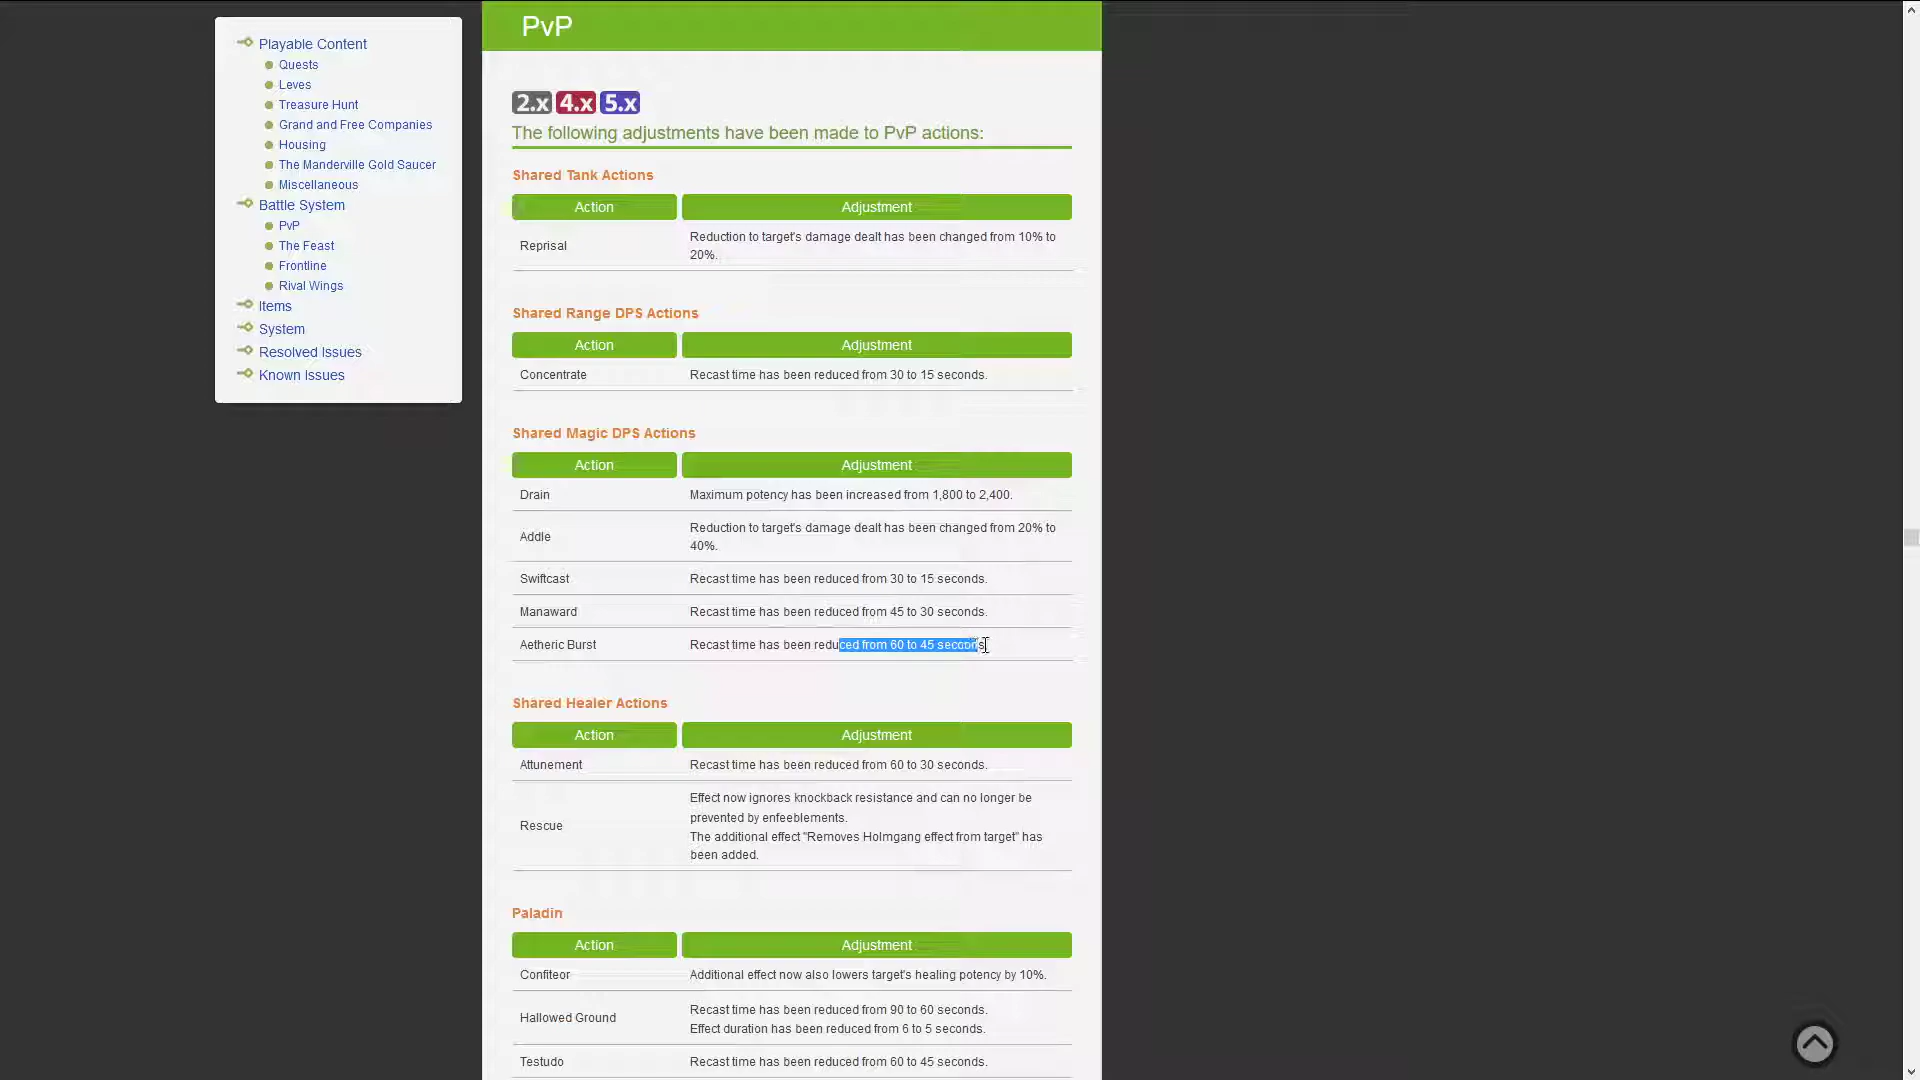 Playable Content
Quests
Leves
Treasure Hunt
Grand and Free Companies
Housing
The Manderville Gold Saucer
Miscellaneous
Battle System
PvP
The Feast
Frontline
Rival Wings
Items
System
Resolved Issues
Known Issues
PvP
2.x 4.x 5.x
The following adjustments have been made to PvP actions:
Shared Tank Actions
Action Adjustment
Reprisal Reduction to target's damage dealt has been changed from 10% to
20%.
Shared Range DPS Actions
Action Adjustment
Concentrate Recast time has been reduced from 30 to 15 seconds.
Shared Magic DPS Actions
Action Adjustment
Drain Maximum potency has been increased from 1,800 to 2,400.
Addle Reduction to target's damage dealt has been changed from 20% to
40%.
Swiftcast Recast time has been reduced from 30 to 15 seconds.
Manaward Recast time has been reduced from 45 to 30 seconds.
Aetheric Burst Recast time has been reduced from 60 to 45 seconds.
Shared Healer Actions
Action Adjustment
Attunement Recast time has been reduced from 60 to 30 seconds.
Rescue Effect now ignores knockback resistance and can no longer be
prevented by enfeeblements.
The additional effect "Removes Holmgang effect from target" has
been added.
Paladin
Action Adjustment
Confiteor Additional effect now also lowers target's healing potency by 10%.
Hallowed Ground Recast time has been reduced from 90 to 60 seconds.
Effect duration has been reduced from 6 to 5 seconds.
Testudo Recast time has been reduced from 60 to 45 seconds.